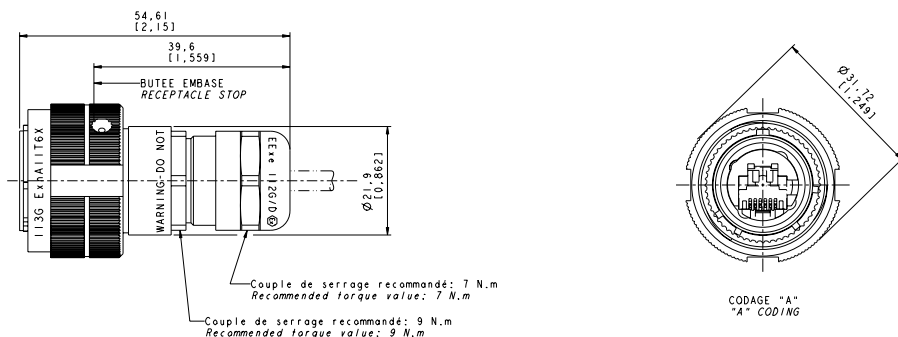 54,61
[2,15]
39,6
[1,559]
BUTEE EMBASE
RECEPTACLE STOP
II3G ExnAIIT6X
WARNING-DO NOT
EExe II2G/D
Ø21,9
[0,862]
Couple de serrage recommandé: 7 N.m
Recommended torque value: 7 N.m
Couple de serrage recommandé: 9 N.m
Recommended torque value: 9 N.m
Ø31,72
[1,249]
CODAGE "A"
"A" CODING